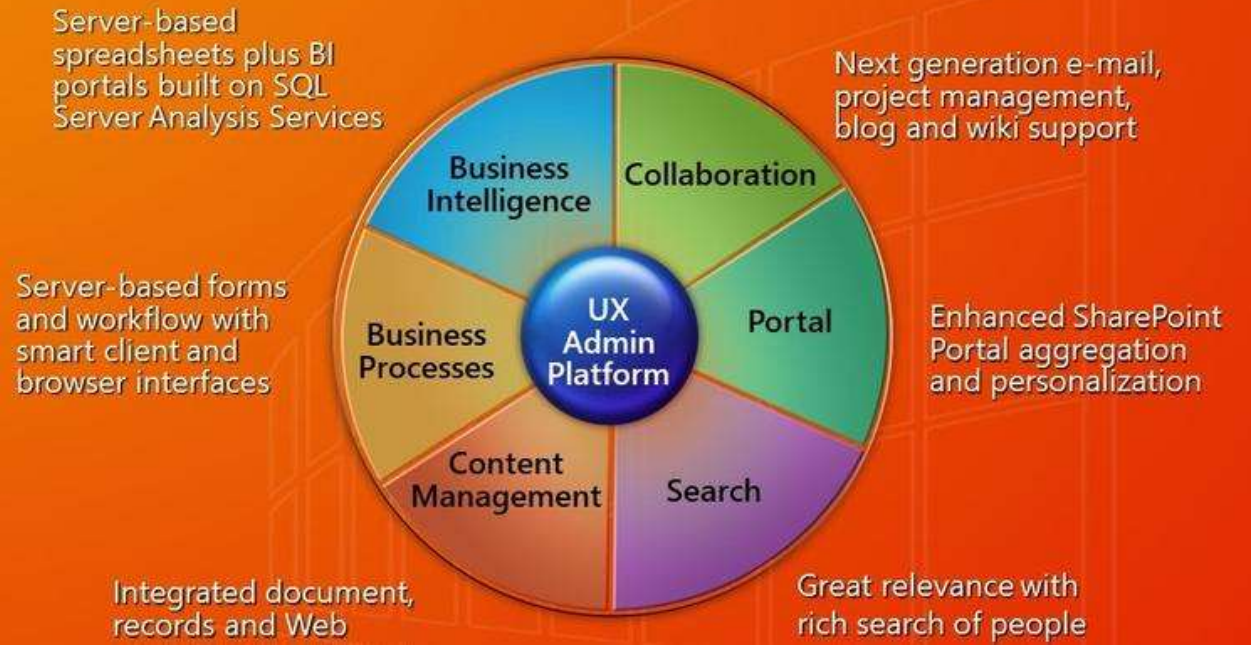 Server-based
spreadsheets plus BI
portals built on SQL
Server Analysis Services
Next generation e-mail,
project management,
blog and wiki support
Business
Intelligence
Collaboration
Server-based forms
and workflow with
smart client and
browser interfaces
Business
Processes
UX
Admin
Platform
Portal
Enhanced SharePoint
Portal aggregation
and personalization
Content
Management
Search
Integrated document,
records and Web
Great relevance with
rich search of people